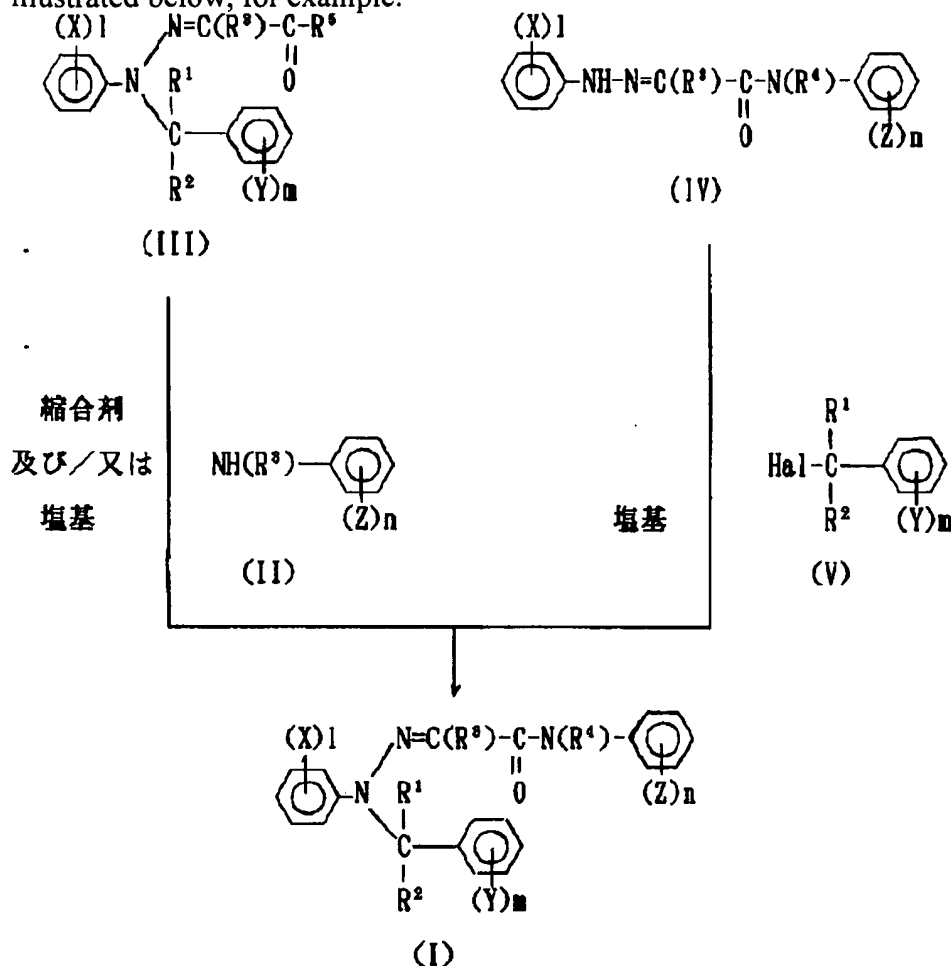 illustrated below, for example.
(X)l N=C(R³)-C-R⁵
N R¹ O
C
R² (Y)m
(III)
(X)l
NH-N=C(R³)-C-N(R⁴)-
O (Z)n
(IV)
縮合剤
及び/又は
塩基
NH(R³)-
(Z)n
(II)
塩基
R¹
Hal-C-
R² (Y)m
(V)
(X)l N=C(R³)-C-N(R⁴)-
N R¹ O (Z)n
C
R² (Y)m
(I)